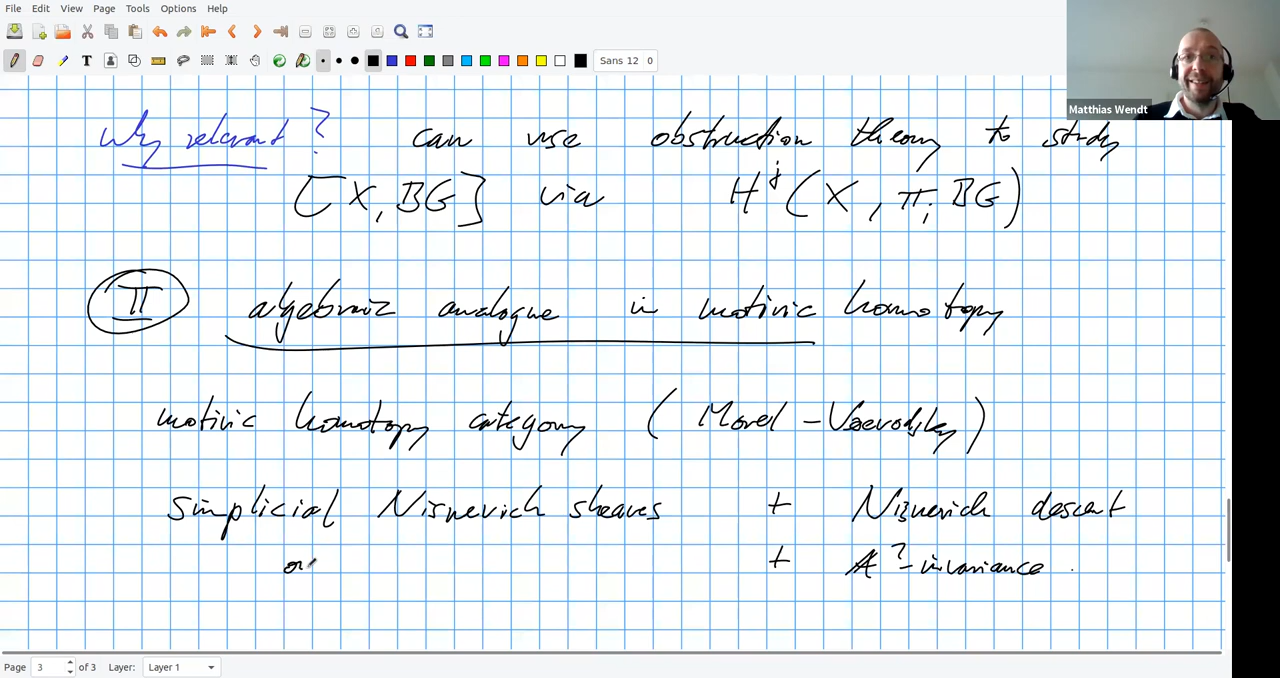 File Edit View Page Tools Options Help
Sans 12 0
Matthias Wendt
why relevant? can use obstruction theory to study
[X, BG] via H^j(X, π_i BG)
II algebraic analogue in motivic homotopy
motivic homotopy category (Morel-Voevodsky)
simplicial Nisnevich sheaves + Nisnevich descent
+ A^1-invariance
Page 3 of 3 Layer: Layer 1